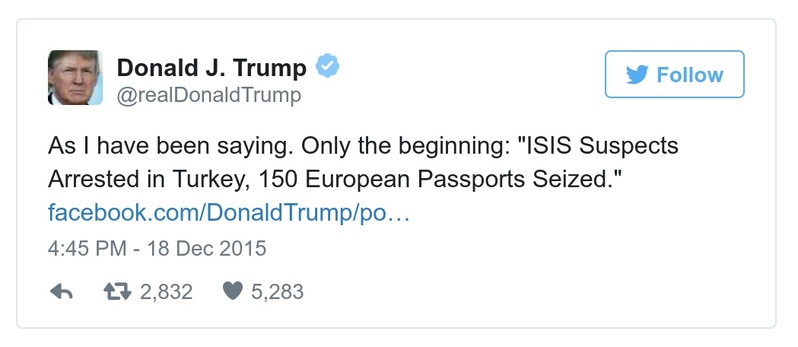 Donald J. Trump
@realDonaldTrump
Follow
As I have been saying. Only the beginning: "ISIS Suspects
Arrested in Turkey, 150 European Passports Seized."
facebook.com/DonaldTrump/po…
4:45 PM - 18 Dec 2015
2,832 5,283